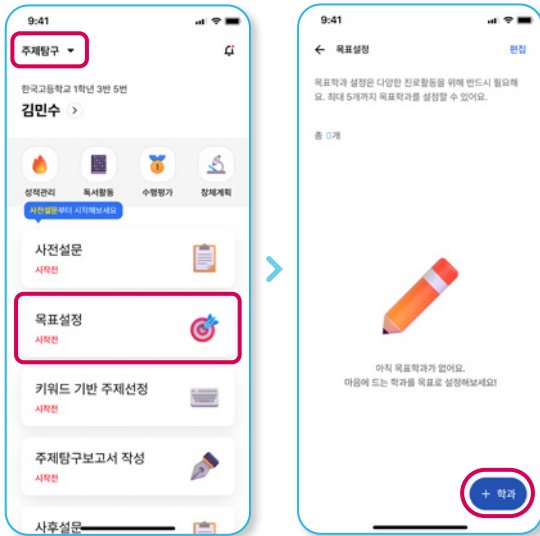 9:41
주제탐구
한국고등학교 1학년 3반 5번
김민수
성적관리 독서활동 수행평가 창체계획
사전설문부터 시작해보세요
사전설문
시작전
목표설정
시작전
키워드 기반 주제선정
시작전
주제탐구보고서 작성
시작전
사후설문
9:41
목표설정 편집
목표학과 설정은 다양한 진로활동을 위해 반드시 필요해
요. 최대 5개까지 목표학과를 설정할 수 있어요.
총 0개
아직 목표학과가 없어요.
마음에 드는 학과를 목표로 설정해보세요!
+ 학과